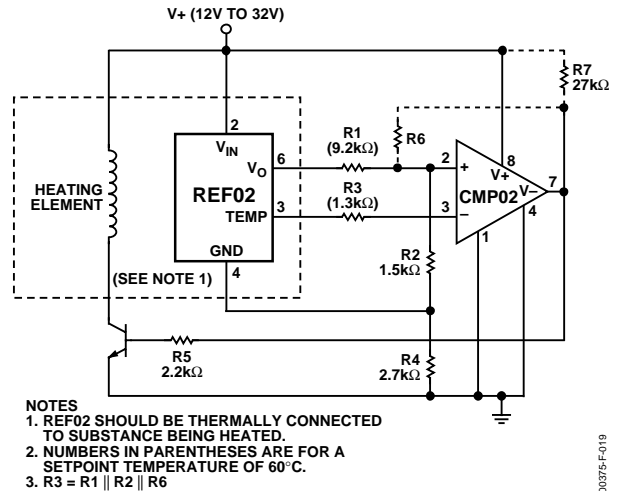 V+ (12V TO 32V)
R7
27kΩ
R1
(9.2kΩ)
R6
2
VIN
VO
6
2
+
8
V+
7
HEATING
ELEMENT
REF02
R3
(1.3kΩ)
CMP02
V–
TEMP
3
3
–
4
GND
1
R2
1.5kΩ
(SEE NOTE 1)
4
R5
2.2kΩ
R4
2.7kΩ
NOTES
1. REF02 SHOULD BE THERMALLY CONNECTED
TO SUBSTANCE BEING HEATED.
2. NUMBERS IN PARENTHESES ARE FOR A
SETPOINT TEMPERATURE OF 60°C.
3. R3 = R1 || R2 || R6
00375-F-019